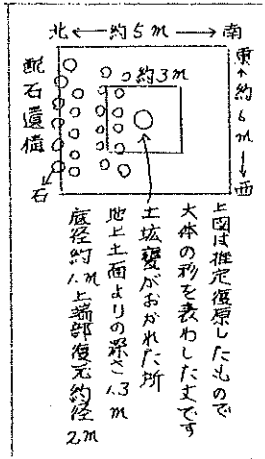 北←約5m→南
東←約6m→西
約3m
配石遺構
石
上図は推定復原したもので
大体の形を表わした丈です
土坑甕がおかれた所
地上土面よりの深さ1.3m
底径約1m上端部復元約径
2m